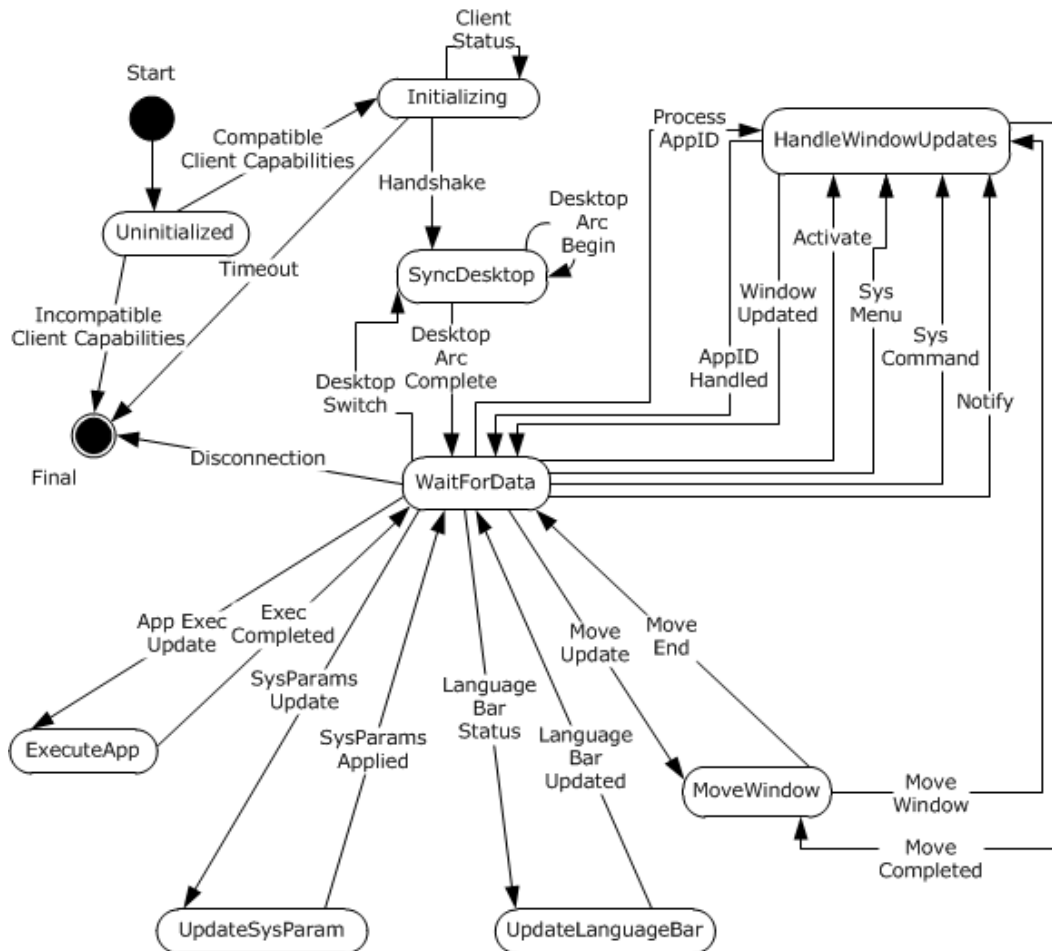 Client
Status
Start
Initializing
Compatible
Client Capabilities
Process
AppID
HandleWindowUpdates
Handshake
Uninitialized
Timeout
Desktop
Arc
Begin
SyncDesktop
Activate
Incompatible
Client Capabilities
Desktop
Arc
Complete
Window
Updated
Sys
Menu
Sys
Command
AppID
Handled
Desktop
Switch
Notify
Final
Disconnection
WaitForData
App Exec
Update
Exec
Completed
SysParams
Update
Move
Update
Move
End
Language
Bar
Status
SysParams
Applied
Language
Bar
Updated
ExecuteApp
MoveWindow
Move
Window
Move
Completed
UpdateSysParam
UpdateLanguageBar